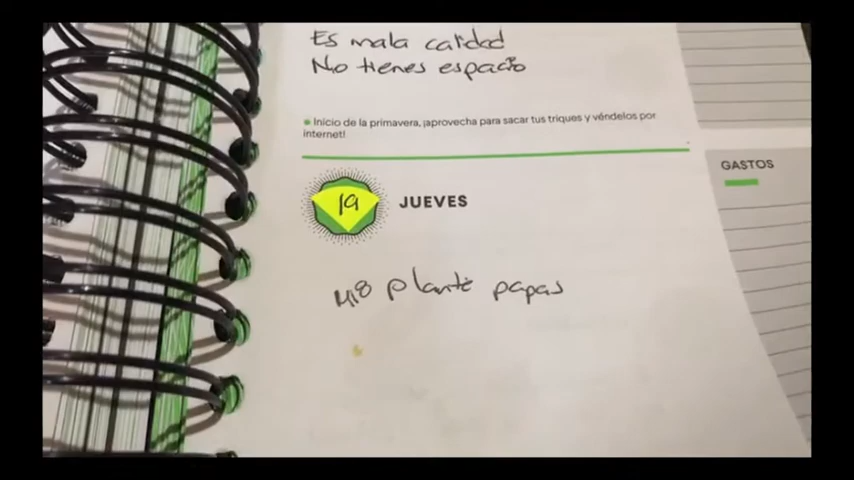 Es mala calidad
No tienes espacio
Inicio de la primavera, ¡aprovecha para sacar tus triques y véndelos por
internet!
GASTOS
19 JUEVES
planté papas